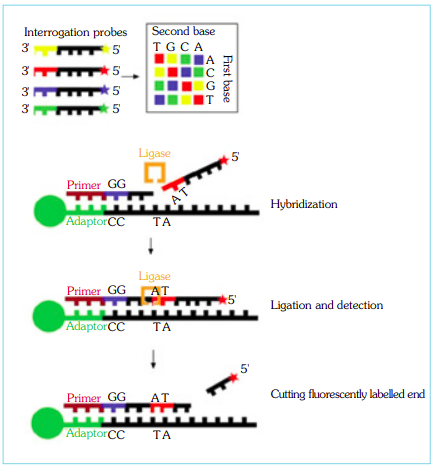 Interrogation probes
3' 5'
3' 5'
3' 5'
3' 5'
Second base
T G C A
A
C
G
T
First base
Ligase
5'
Primer GG
A T
Adaptor CC TA
Hybridization
Ligase
Primer GG AT
5'
Adaptor CC TA
Ligation and detection
5'
Primer GG AT
Adaptor CC TA
Cutting fluorescently labelled end